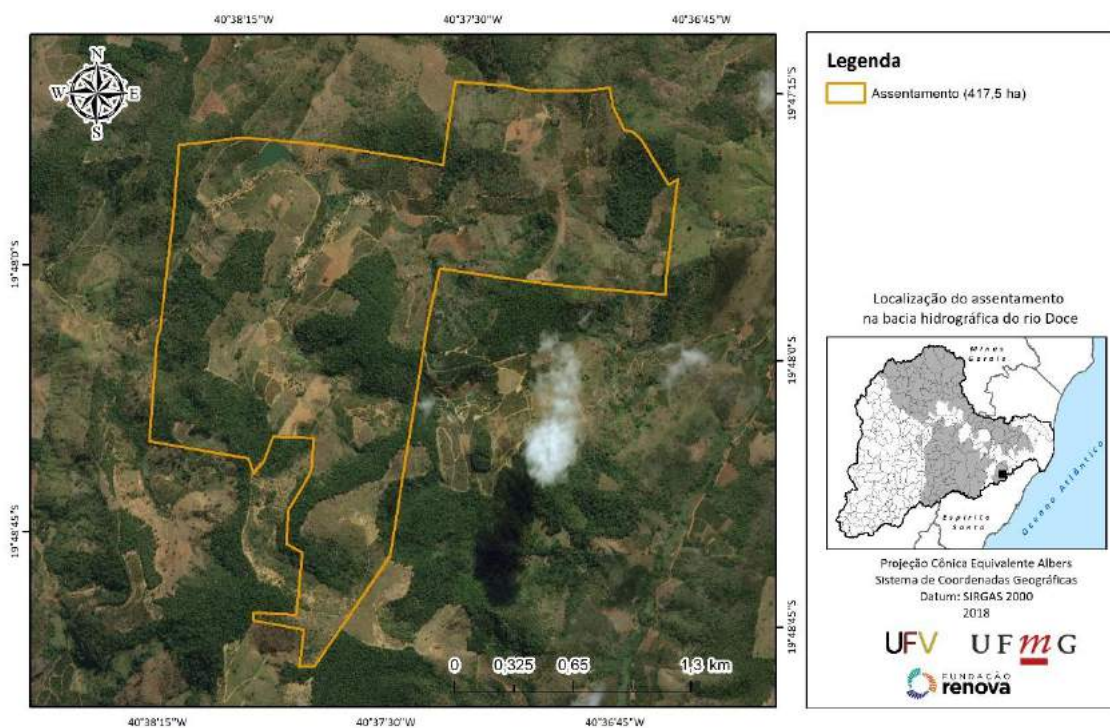 40°38'15"W
40°37'30"W
40°36'45"W
N
W
E
S
19°47'15"S
19°48'0"S
19°48'0"S
19°48'45"S
19°48'45"S
0
0,325
0,65
1,3 km
40°38'15"W
40°37'30"W
40°36'45"W
Legenda
Assentamento (417,5 ha)
Localização do assentamento
na bacia hidrográfica do rio Doce
Minas
Gerais
Espírito
Santo
Oceano Atlântico
Projeção Cônica Equivalente Albers
Sistema de Coordenadas Geográficas
Datum: SIRGAS 2000
2018
UFV
UFmG
FUNDAÇÃO
renova